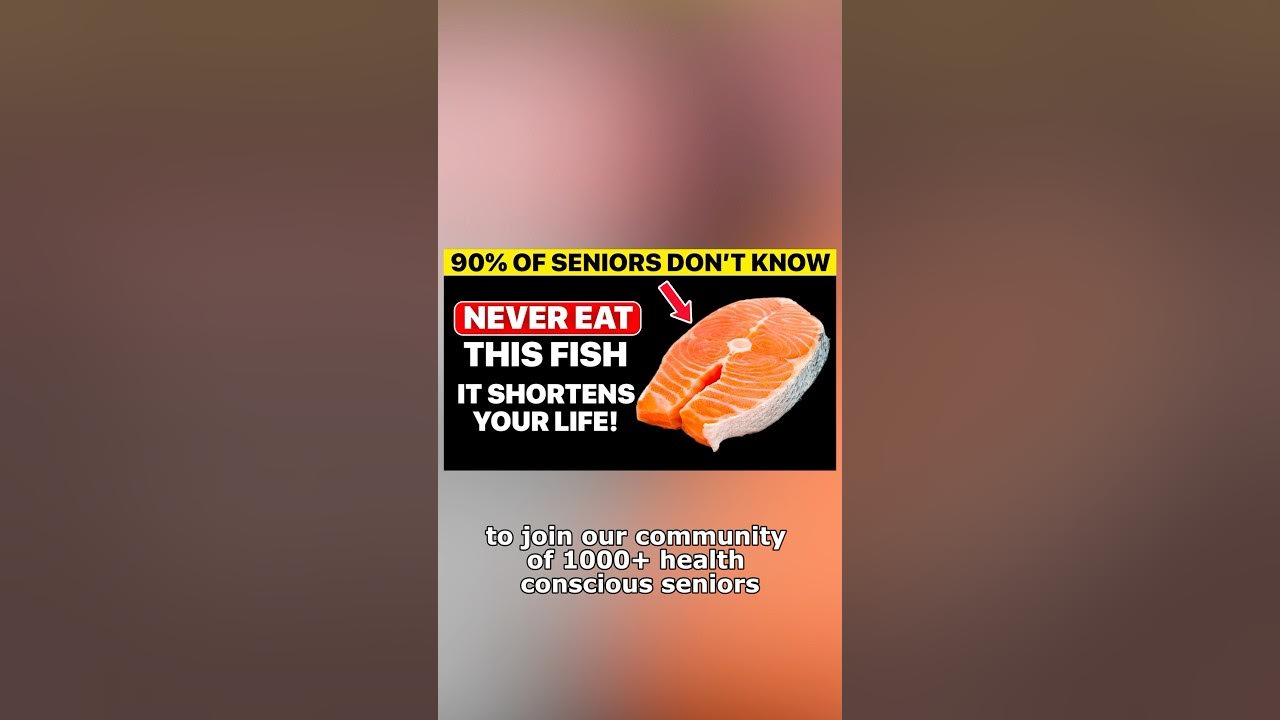 90% OF SENIORS DON'T KNOW
NEVER EAT
THIS FISH
IT SHORTENS
YOUR LIFE!
to join our community
of 1000+ health
conscious seniors